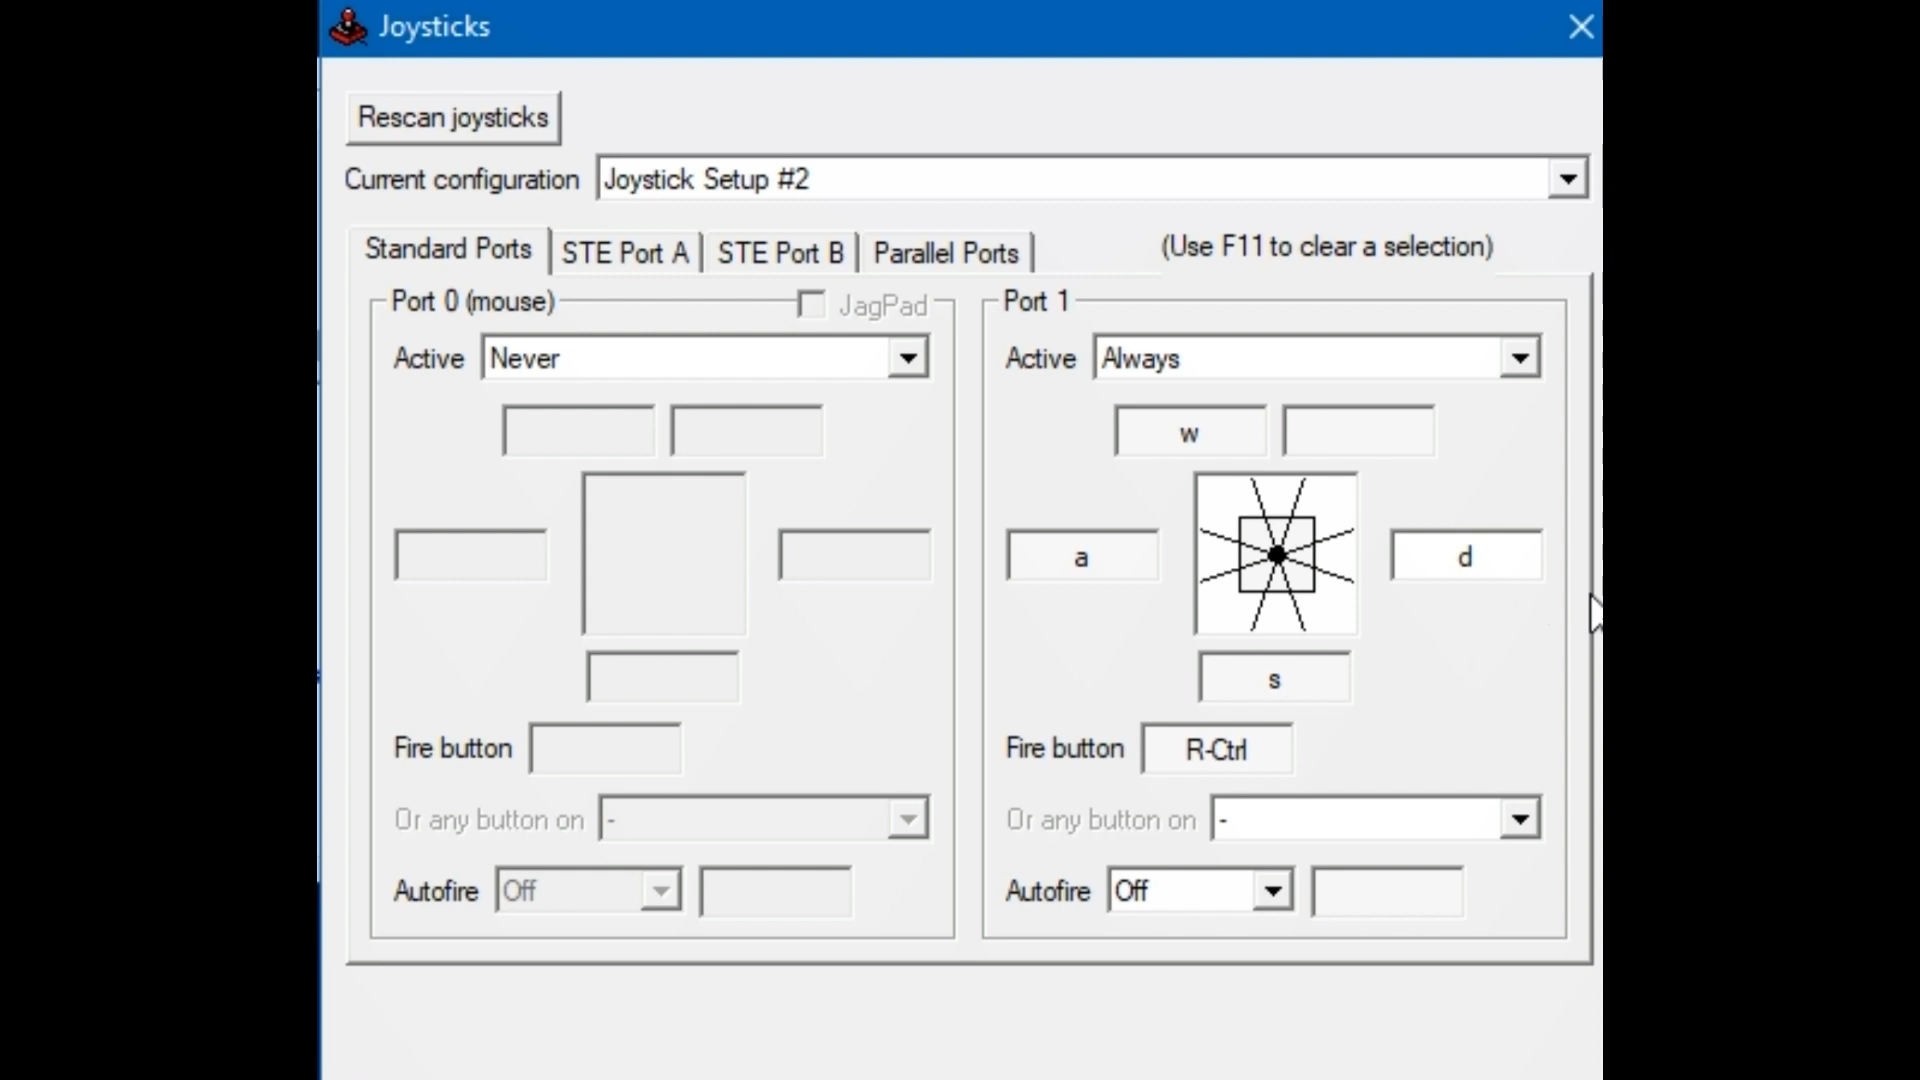 Joysticks
Rescan joysticks
Current configuration Joystick Setup #2
Standard Ports STE Port A STE Port B Parallel Ports (Use F11 to clear a selection)
Port 0 (mouse) JagPad Port 1
Active Never Active Always
w
a d
s
Fire button Fire button R-Ctrl
Or any button on - Or any button on -
Autofire Off Autofire Off